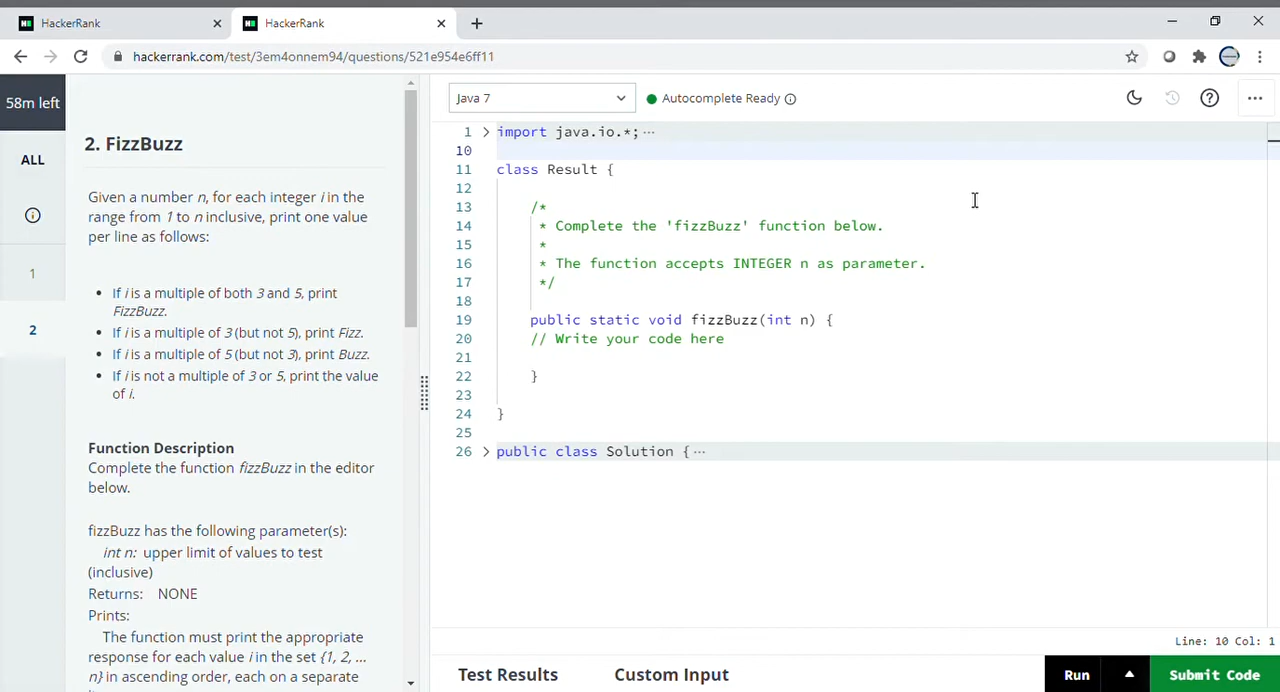 HackerRank
HackerRank
hackerrank.com/test/3em4onnem94/questions/521e954e6ff11
58m left
ALL
1
2
2. FizzBuzz
Given a number n, for each integer i in the
range from 1 to n inclusive, print one value
per line as follows:
• If i is a multiple of both 3 and 5, print
FizzBuzz.
• If i is a multiple of 3 (but not 5), print Fizz.
• If i is a multiple of 5 (but not 3), print Buzz.
• If i is not a multiple of 3 or 5, print the value
of i.
Function Description
Complete the function fizzBuzz in the editor
below.
fizzBuzz has the following parameter(s):
int n: upper limit of values to test
(inclusive)
Returns: NONE
Prints:
The function must print the appropriate
response for each value i in the set {1, 2, ...
n} in ascending order, each on a separate
Java 7
Autocomplete Ready
1 import java.io.*; ...
10
11 class Result {
12
13 /*
14 * Complete the 'fizzBuzz' function below.
15 *
16 * The function accepts INTEGER n as parameter.
17 */
18
19 public static void fizzBuzz(int n) {
20 // Write your code here
21
22 }
23
24 }
25
26 public class Solution { ...
Line: 10 Col: 1
Test Results
Custom Input
Run
Submit Code